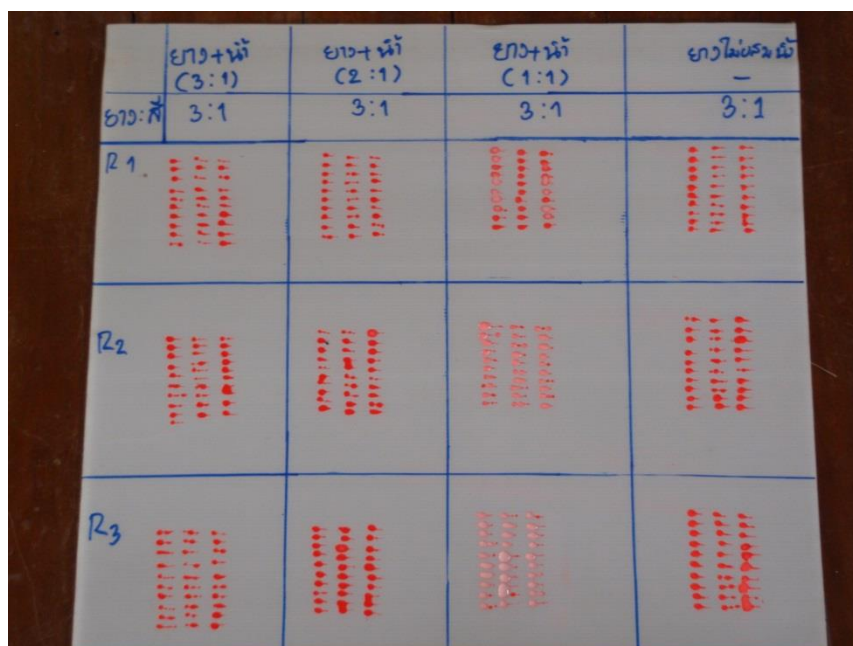 ยาง+น้ำ ยาง+น้ำ ยาง+น้ำ ยางไม่ผสมน้ำ
(3:1) (2:1) (1:1) -
ยาง:สี 3:1 3:1 3:1 3:1
R1
R2
R3